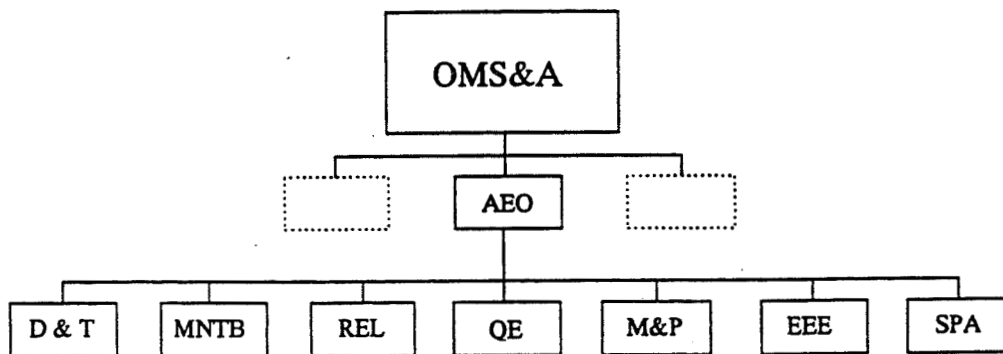 OMS&A
AEO
D & T
MNTB
REL
QE
M&P
EEE
SPA